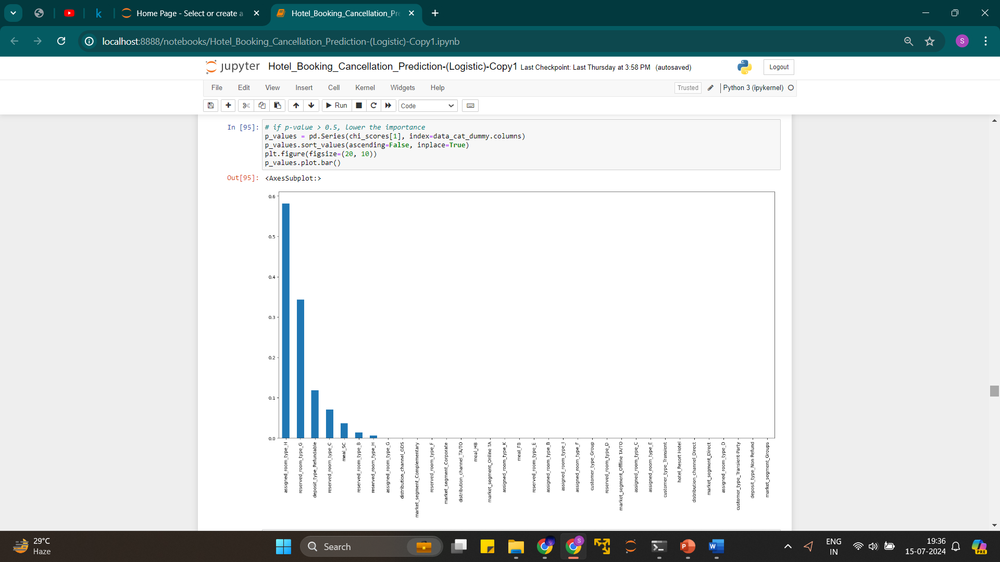 Home Page - Select or create a
Hotel_Booking_Cancellation_Pre
localhost:8888/notebooks/Hotel_Booking_Cancellation_Prediction-(Logistic)-Copy1.ipynb
S
jupyter Hotel_Booking_Cancellation_Prediction-(Logistic)-Copy1 Last Checkpoint: Last Thursday at 3:58 PM (autosaved)
Logout
File Edit View Insert Cell Kernel Widgets Help
Trusted Python 3 (ipykernel)
Run Code
In [95]: # if p-value > 0.5, lower the importance
p_values = pd.Series(chi_scores[1], index=data_cat_dummy.columns)
p_values.sort_values(ascending=False, inplace=True)
plt.figure(figsize=(20, 10))
p_values.plot.bar()
Out[95]: <AxesSubplot:>
0.6
0.5
0.4
0.3
0.2
0.1
0.0
assigned_room_type_H
reserved_room_type_G
deposit_type_Refundable
reserved_room_type_C
meal_SC
reserved_room_type_B
reserved_room_type_H
assigned_room_type_G
distribution_channel_GDS
market_segment_Complementary
reserved_room_type_F
market_segment_Corporate
distribution_channel_TA/TO
meal_HB
market_segment_Online TA
assigned_room_type_K
meal_FB
reserved_room_type_E
assigned_room_type_B
assigned_room_type_I
assigned_room_type_F
customer_type_Group
reserved_room_type_D
market_segment_Offline TA/TO
assigned_room_type_C
assigned_room_type_E
customer_type_Transient
hotel_Resort Hotel
distribution_channel_Direct
market_segment_Direct
assigned_room_type_D
customer_type_Transient-Party
deposit_type_Non Refund
market_segment_Groups
29°C
Haze
Search
ENG
IN
19:36
15-07-2024
PRE